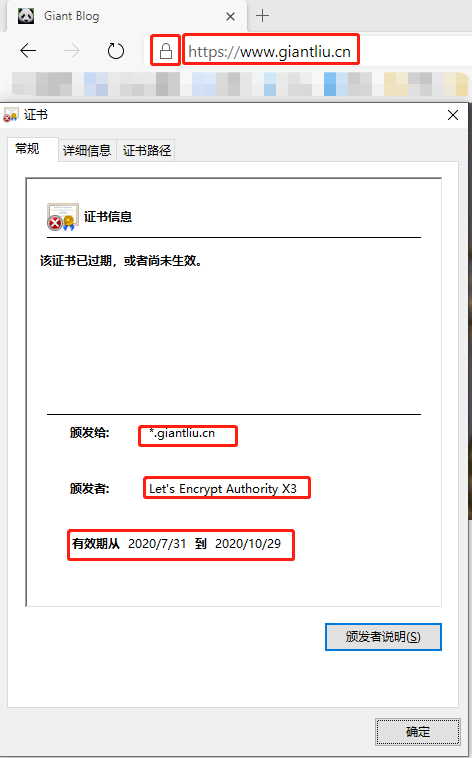 Giant Blog
https://www.giantliu.cn
证书
常规 详细信息 证书路径
证书信息
该证书已过期，或者尚未生效。
颁发给: *.giantliu.cn
颁发者: Let's Encrypt Authority X3
有效期从 2020/7/31 到 2020/10/29
颁发者说明(S)
确定